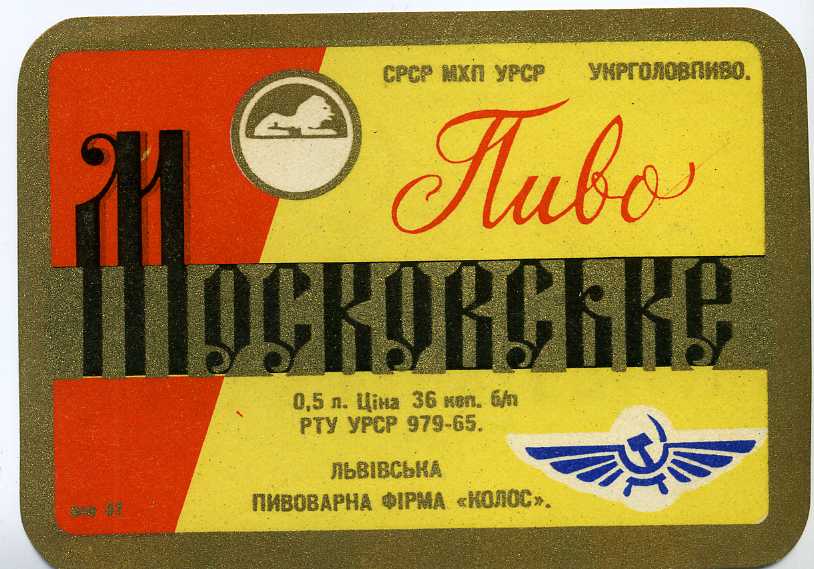 СРСР МХП УРСР УКРГОЛОВПИВО.
Пиво
Московське
0,5 л. Ціна 36 коп. б/п
РТУ УРСР 979-65.
ЛЬВІВСЬКА
ПИВОВАРНА ФІРМА «КОЛОС».